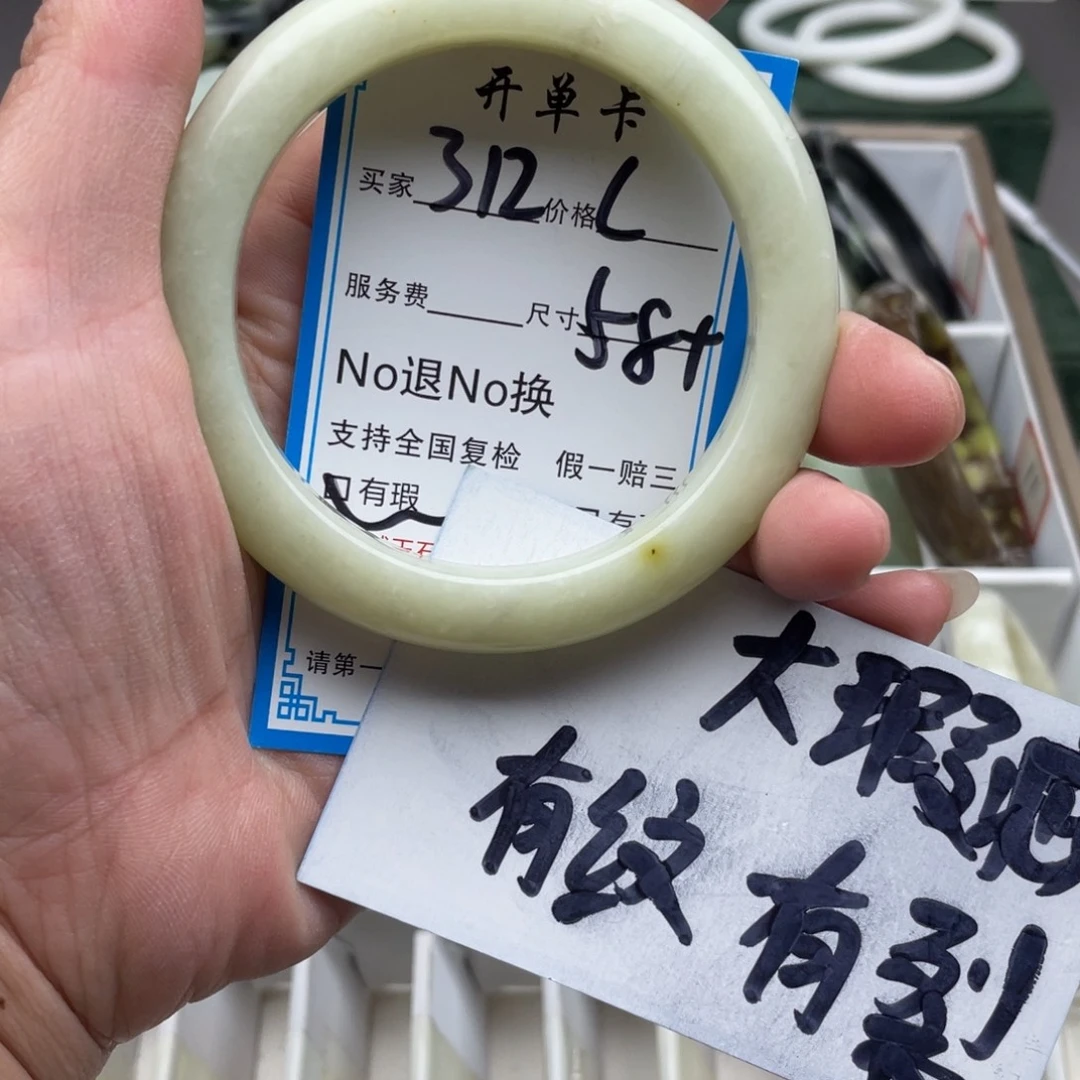 开单卡
买家 312 价格 L
服务费 尺寸 58+
No退No换
支持全国复检 假一赔三
口有瑕
请第一
大瑕疵
有纹 有裂